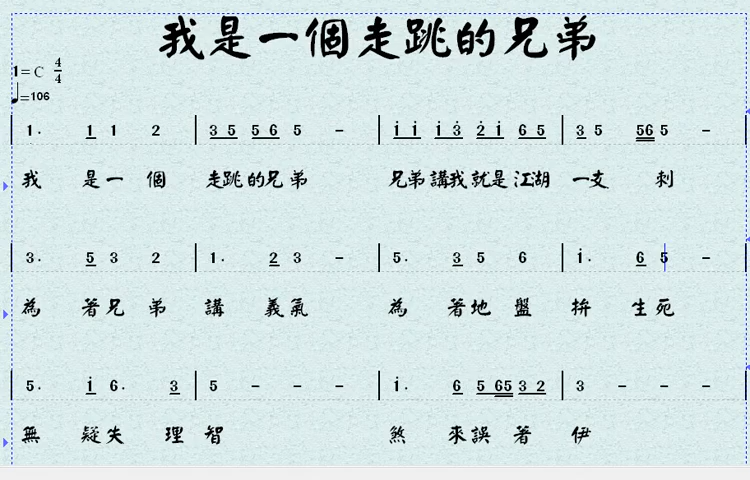 我是一個走跳的兄弟
1=C 4/4
♩=106
1· 1 1 2 | 3 5 5 6 5 − | i i i 3̇ 2̇ i 6 5 | 3 5 56 5 −
我 是一 個 走跳的兄弟 兄弟講我就是江湖 一支 刺
3· 5 3 2 | 1· 2 3 − | 5· 3 5 6 | i· 6 5 −
為 著兄 弟 講 義氣 為 著地 盤 拚 生死
5· i 6· 3 | 5 − − − | i· 6 5 65 3 2 | 3 − − −
無 疑失 理 智 煞 來誤 著 伊